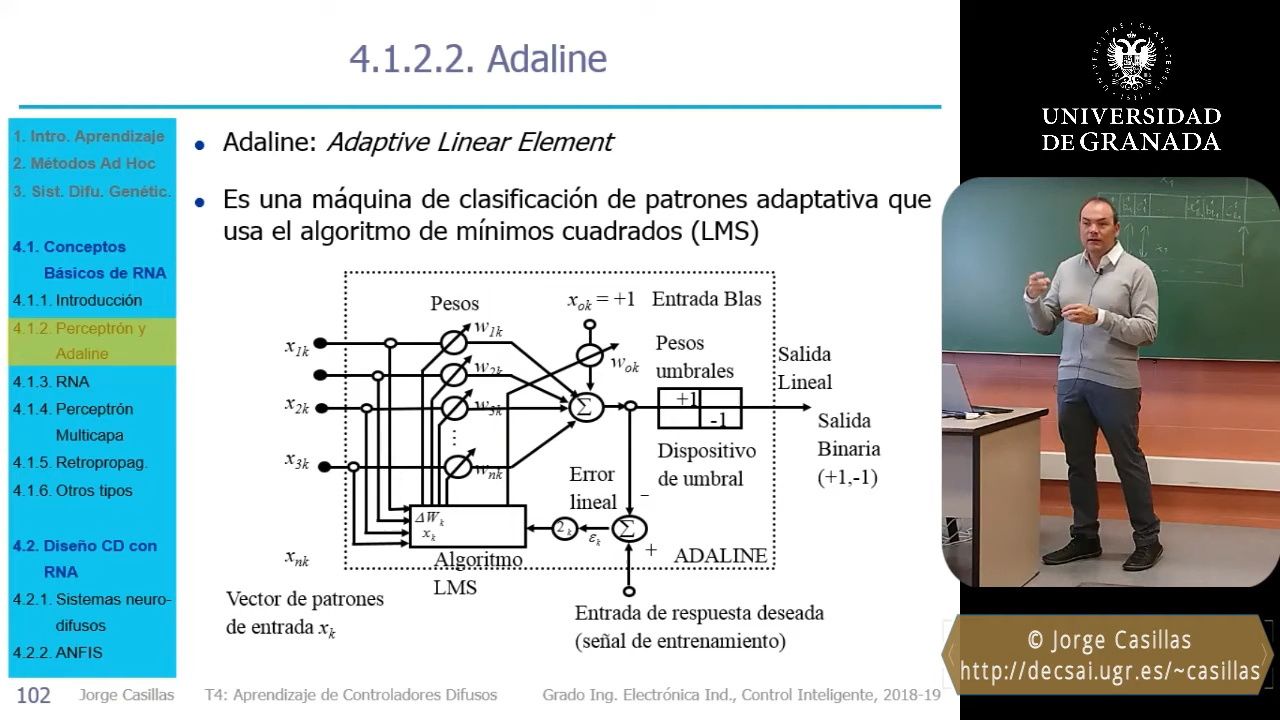 4.1.2.2. Adaline
1. Intro. Aprendizaje
2. Métodos Ad Hoc
3. Sist. Difu. Genétic.
4.1. Conceptos
Básicos de RNA
4.1.1. Introducción
4.1.2. Perceptrón y
Adaline
4.1.3. RNA
4.1.4. Perceptrón
Multicapa
4.1.5. Retropropag.
4.1.6. Otros tipos
4.2. Diseño CD con
RNA
4.2.1. Sistemas neuro-
difusos
4.2.2. ANFIS
• Adaline: Adaptive Linear Element
• Es una máquina de clasificación de patrones adaptativa que
usa el algoritmo de mínimos cuadrados (LMS)
Pesos
x1k
x2k
x3k
xnk
w1k
w2k
w3k
wnk
xok = +1
Entrada Blas
wok
Pesos
umbrales
+1
-1
Dispositivo
de umbral
Salida
Lineal
Salida
Binaria
(+1,-1)
Σ
Error
lineal
−
Σ
+
εk
2k
ΔWk
xk
Algoritmo
LMS
ADALINE
Vector de patrones
de entrada xk
Entrada de respuesta deseada
(señal de entrenamiento)
102
Jorge Casillas
T4: Aprendizaje de Controladores Difusos
Grado Ing. Electrónica Ind., Control Inteligente, 2018-19
UNIVERSIDAD
DE GRANADA
© Jorge Casillas
http://decsai.ugr.es/~casillas